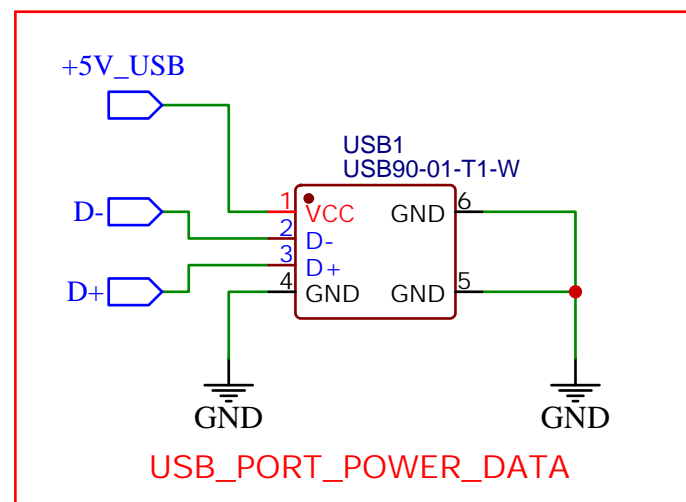 +5V_USB
USB1
USB90-01-T1-W
D-
1
VCC
GND
6
2
D-
3
D+
D+
4
GND
GND
5
GND
GND
USB_PORT_POWER_DATA